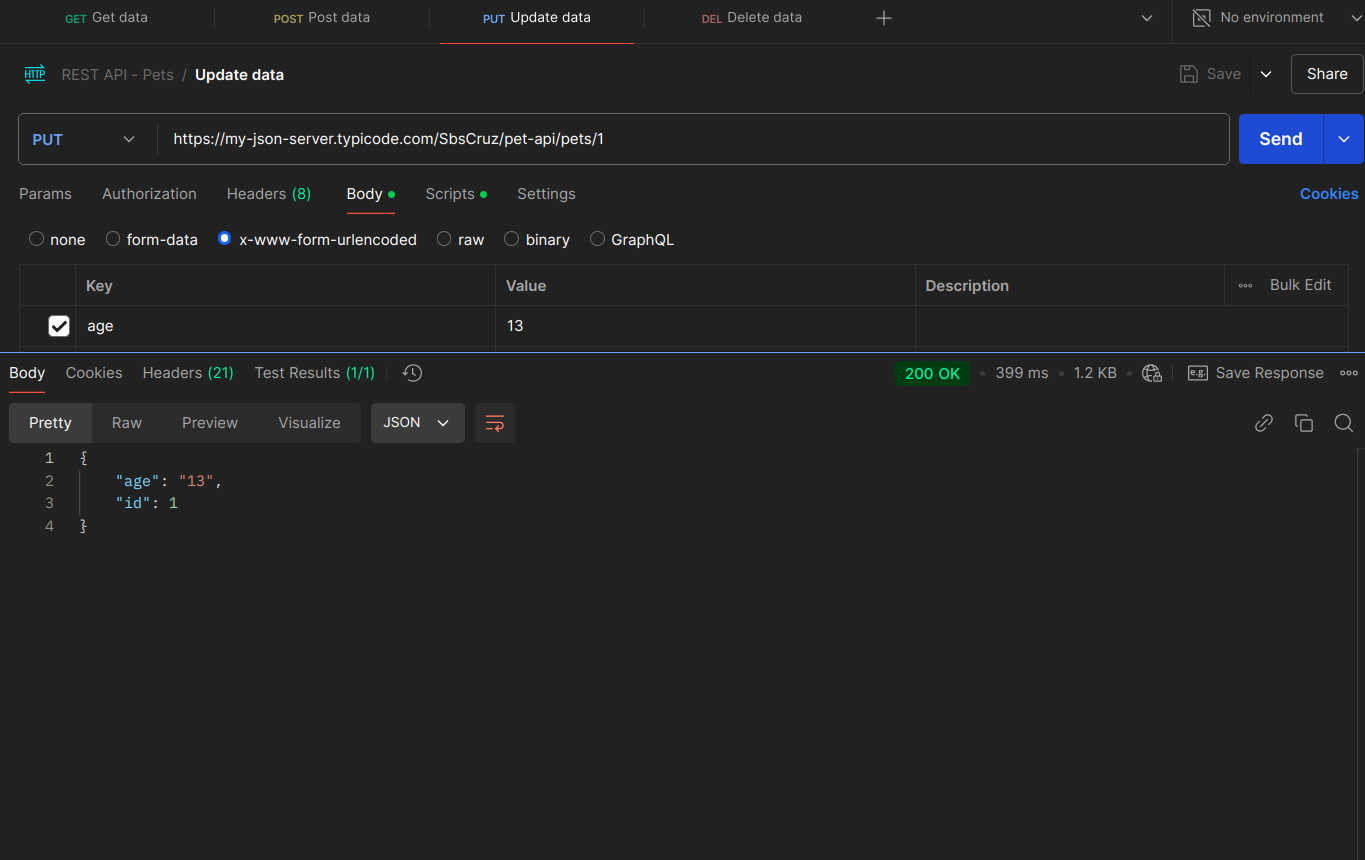 GET Get data POST Post data PUT Update data DEL Delete data No environment
HTTP REST API - Pets / Update data Save Share
PUT https://my-json-server.typicode.com/SbsCruz/pet-api/pets/1 Send
Params Authorization Headers (8) Body Scripts Settings Cookies
none form-data x-www-form-urlencoded raw binary GraphQL
Key Value Description Bulk Edit
age 13
Body Cookies Headers (21) Test Results (1/1) 200 OK 399 ms 1.2 KB e.g. Save Response
Pretty Raw Preview Visualize JSON
1 {
2 "age": "13",
3 "id": 1
4 }